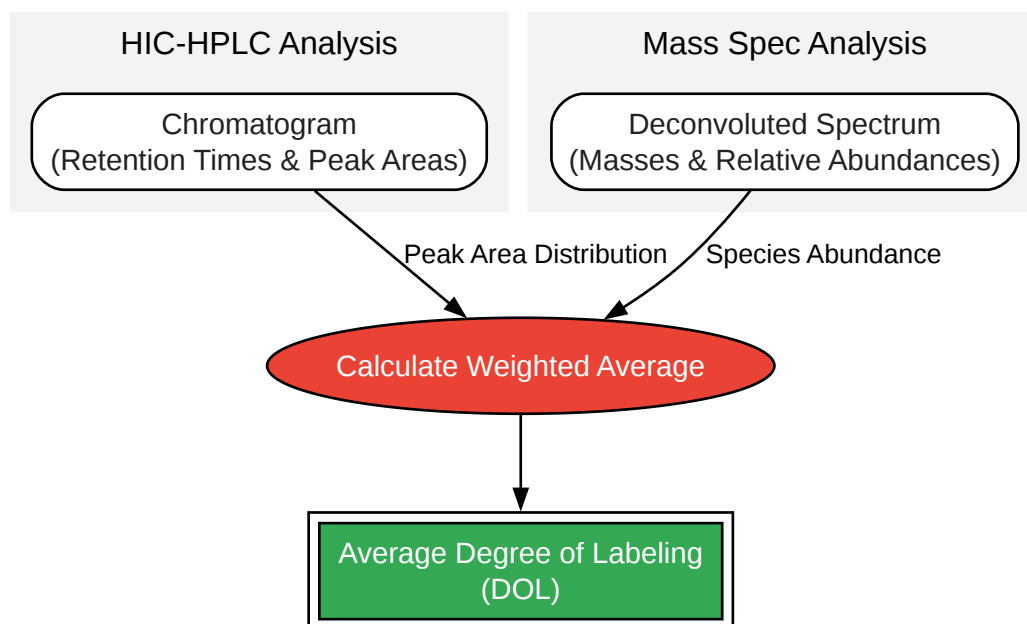 HIC-HPLC Analysis
Mass Spec Analysis
Chromatogram
(Retention Times & Peak Areas)
Deconvoluted Spectrum
(Masses & Relative Abundances)
Peak Area Distribution
Species Abundance
Calculate Weighted Average
Average Degree of Labeling
(DOL)